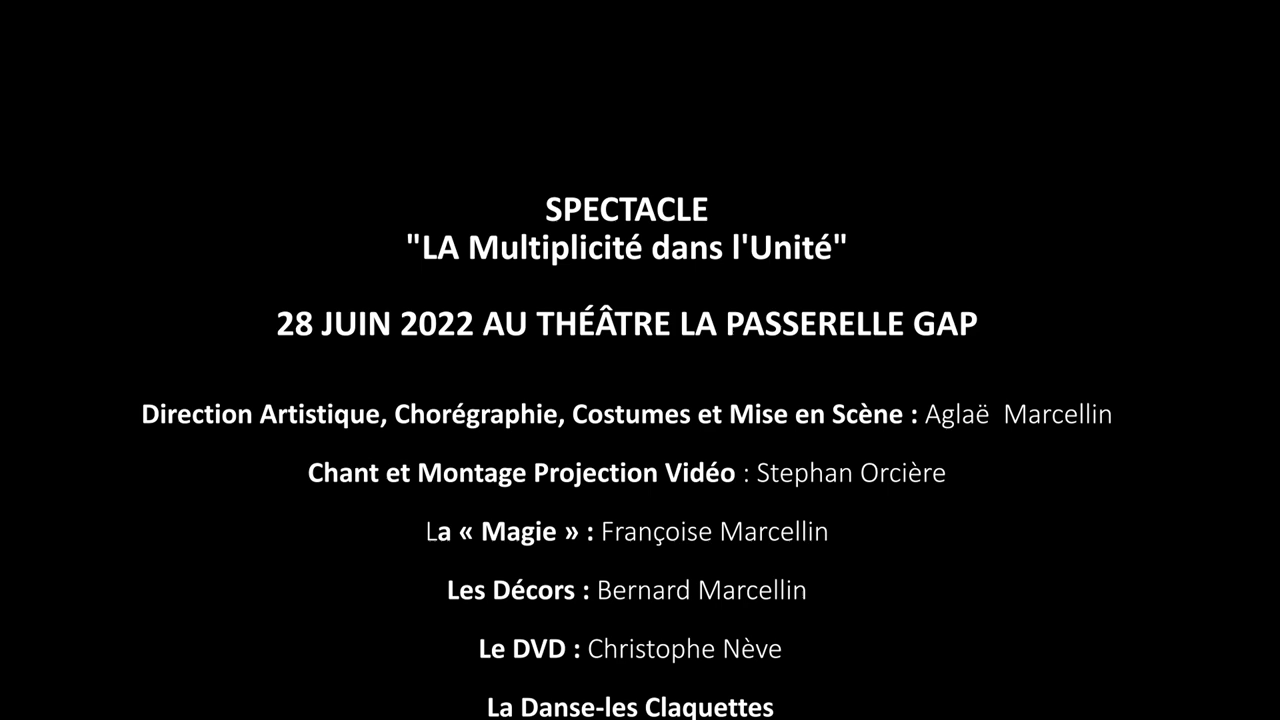 SPECTACLE
"LA Multiplicité dans l'Unité"
28 JUIN 2022 AU THÉÂTRE LA PASSERELLE GAP
Direction Artistique, Chorégraphie, Costumes et Mise en Scène : Aglaë  Marcellin
Chant et Montage Projection Vidéo : Stephan Orcière
La « Magie » : Françoise Marcellin
Les Décors : Bernard Marcellin
Le DVD : Christophe Nève
La Danse-les Claquettes